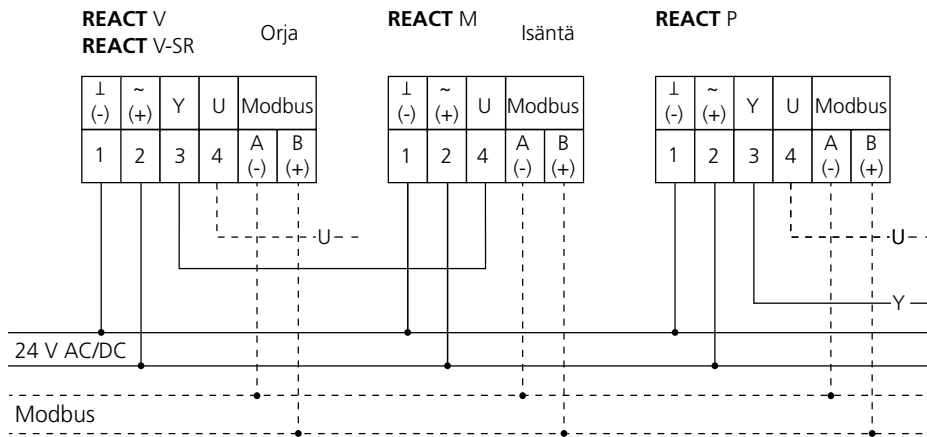 REACT V
REACT V-SR
Orja
REACT M
Isäntä
REACT P
⊥ ~ Y U Modbus
(-) (+)
1 2 3 4 A B
(-) (+)
⊥ ~ U Modbus
(-) (+)
1 2 4 A B
(-) (+)
⊥ ~ Y U Modbus
(-) (+)
1 2 3 4 A B
(-) (+)
U
U
Y
24 V AC/DC
Modbus